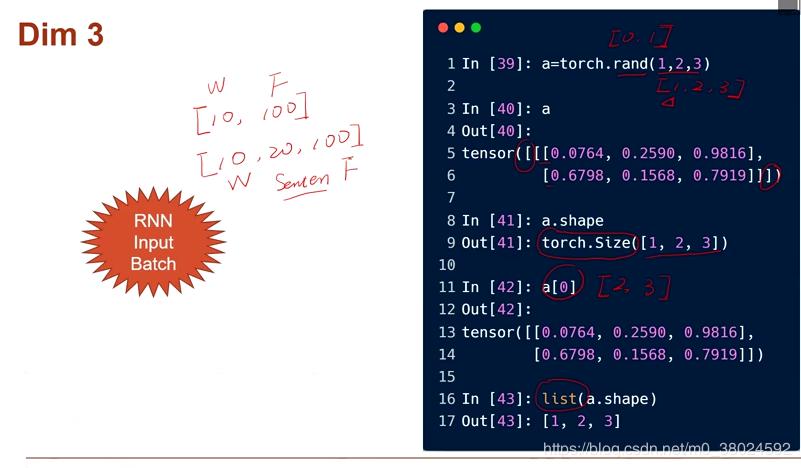 Dim 3
W F
[10, 100]
[10, 20, 100]
W Senten F
RNN
Input
Batch
[0, 1]
1 In [39]: a=torch.rand(1,2,3)
2
[1, 2, 3]
3 In [40]: a
4 Out[40]:
5 tensor([[[0.0764, 0.2590, 0.9816],
6 [0.6798, 0.1568, 0.7919]]])
7
8 In [41]: a.shape
9 Out[41]: torch.Size([1, 2, 3])
10
11 In [42]: a[0] [2, 3]
12 Out[42]:
13 tensor([[0.0764, 0.2590, 0.9816],
14 [0.6798, 0.1568, 0.7919]])
15
16 In [43]: list(a.shape)
17 Out[43]: [1, 2, 3]
https://blog.csdn.net/m0_38024592